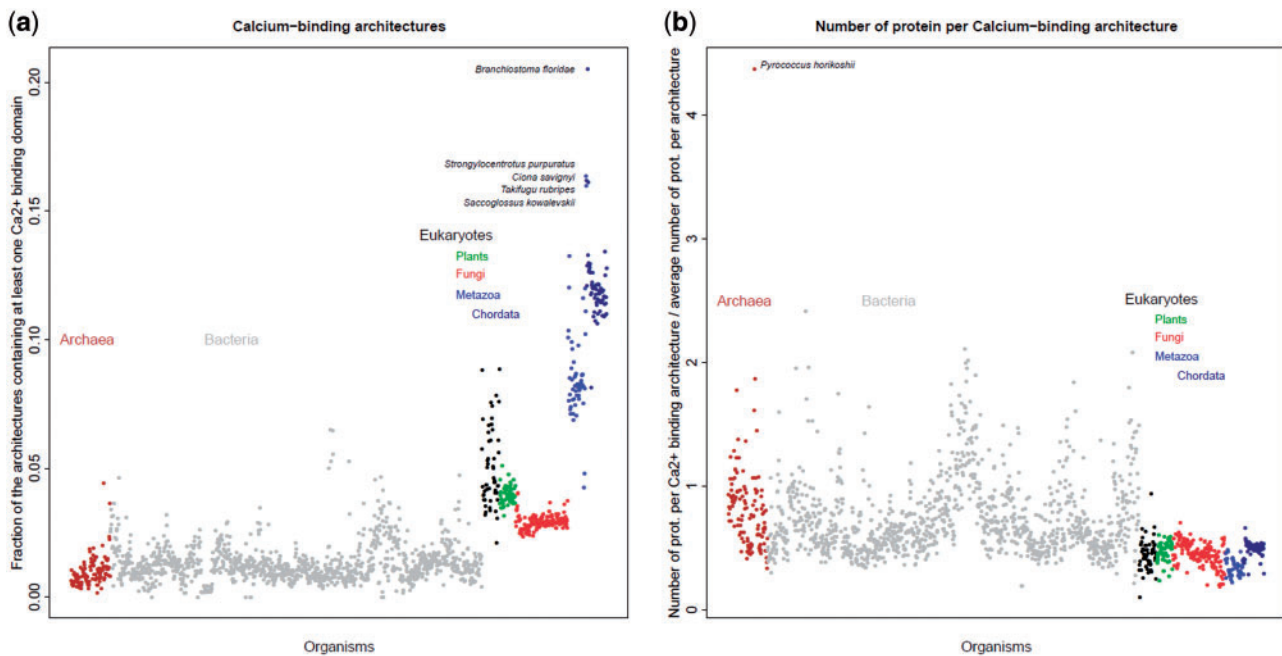 (a)
Calcium−binding architectures
Fraction of the architectures containing at least one Ca2+ binding domain
0.20
0.15
0.10
0.05
0.00
Branchiostoma floridae
Strongylocentrotus purpuratus
Ciona savignyi
Takifugu rubripes
Saccoglossus kowalevskii
Eukaryotes
Plants
Fungi
Metazoa
Chordata
Archaea
Bacteria
Organisms
(b)
Number of protein per Calcium−binding architecture
Number of prot. per Ca2+ binding architecture / average number of prot. per architecture
4
3
2
1
0
Pyrococcus horikoshii
Archaea
Bacteria
Eukaryotes
Plants
Fungi
Metazoa
Chordata
Organisms